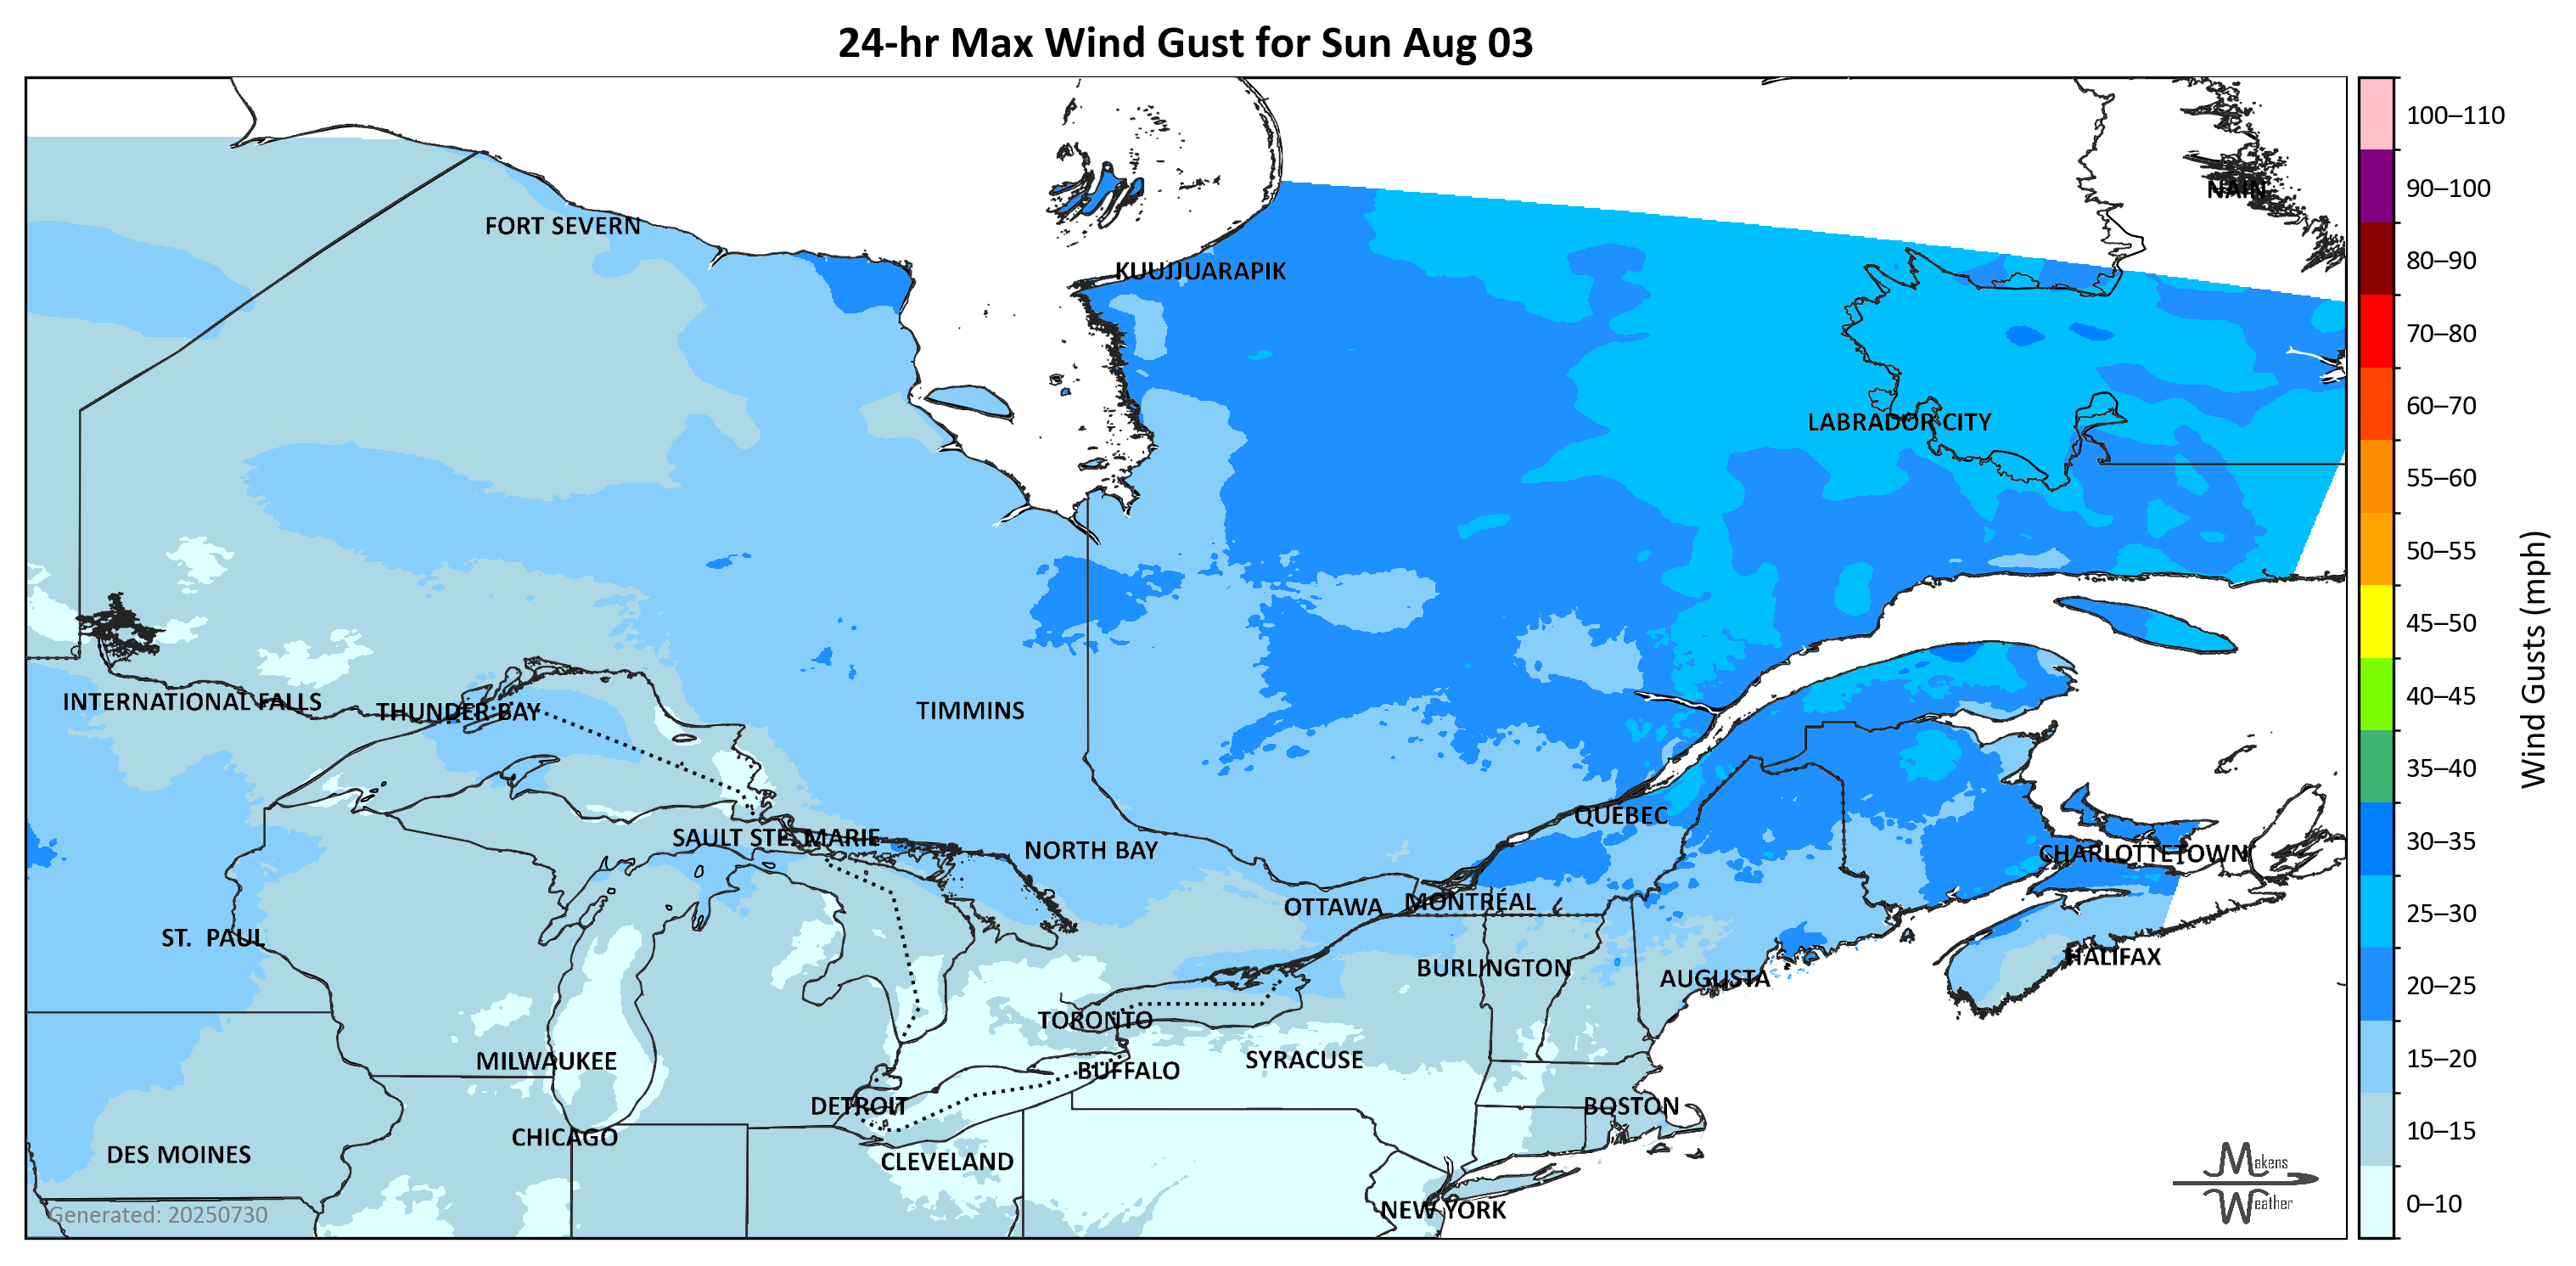 24-hr Max Wind Gust for Sun Aug 03
100–110
NAIN
90–100
FORT SEVERN
80–90
KUUJJUARAPIK
70–80
60–70
LABRADOR CITY
55–60
50–55
45–50
Wind Gusts (mph)
40–45
INTERNATIONAL FALLS
THUNDER BAY
TIMMINS
35–40
QUÉBEC
30–35
SAULT STE. MARIE
NORTH BAY
CHARLOTTETOWN
25–30
OTTAWA
MONTRÉAL
ST. PAUL
HALIFAX
BURLINGTON
AUGUSTA
20–25
TORONTO
MILWAUKEE
SYRACUSE
15–20
BUFFALO
DETROIT
BOSTON
10–15
CHICAGO
DES MOINES
CLEVELAND
Makens
Weather
0–10
NEW YORK
Generated: 20250730